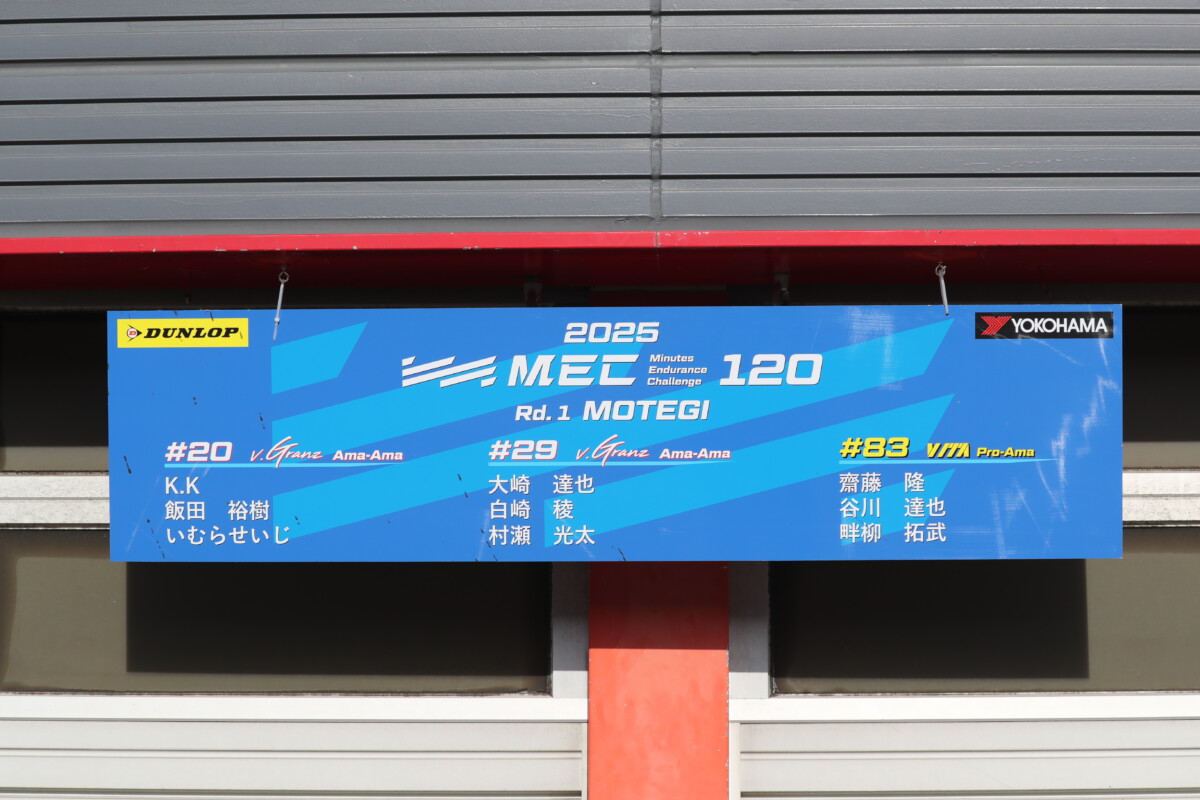 DUNLOP
YOKOHAMA
2025
MEC Minutes Endurance Challenge 120
Rd. 1 MOTEGI
#20 v.Granz Ama-Ama
K.K
飯田 裕樹
いむらせいじ
#29 v.Granz Ama-Ama
大崎 達也
白崎 稜
村瀬 光太
#83 VITA Pro-Ama
齋藤 隆
谷川 達也
畔柳 拓武